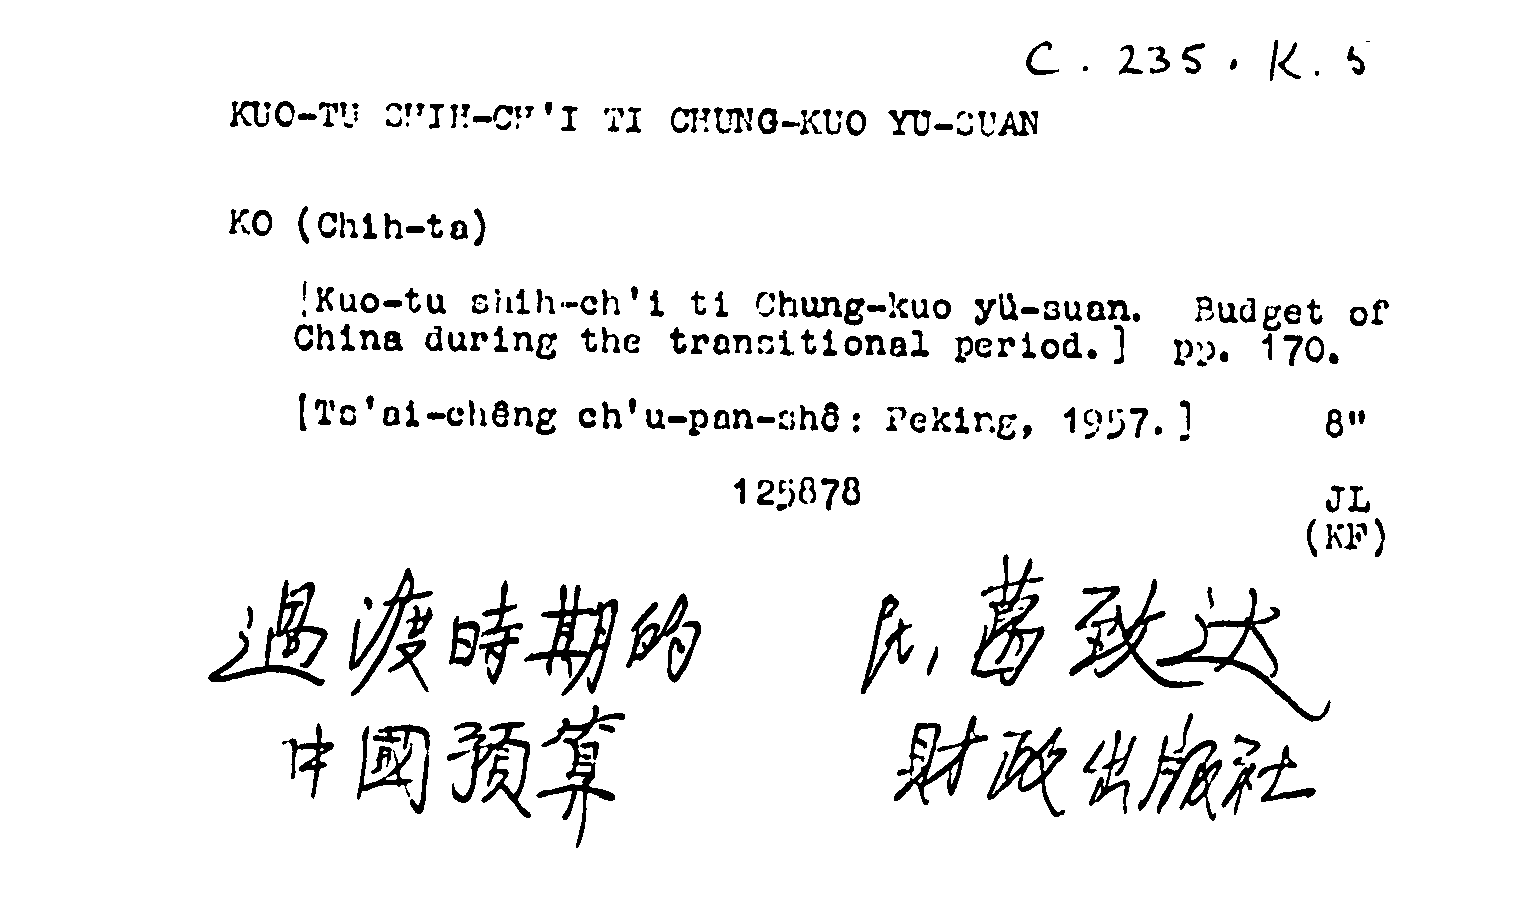 C. 235. K. 5
KUO-TU SHIH-CH'I TI CHUNG-KUO YU-SUAN
KO (Chih-ta)
[Kuo-tu shih-ch'i ti Chung-kuo yü-suan. Budget of
China during the transitional period.] pp. 170.
[Ts'ai-chêng ch'u-pan-shê: Peking, 1957.] 8"
125878
JL
(KF)
過渡時期的
中國預算
葛致达
財政出版社